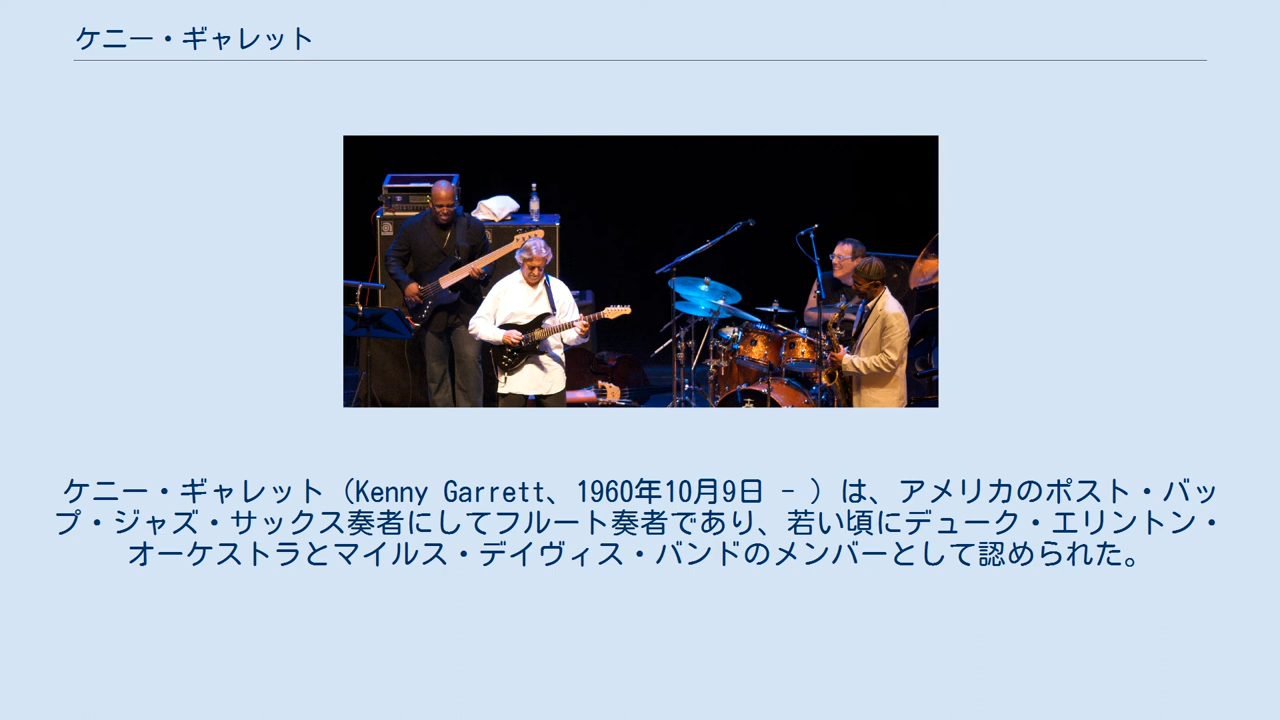 ケニー・ギャレット
ケニー・ギャレット（Kenny Garrett、1960年10月9日 - ）は、アメリカのポスト・バッ
プ・ジャズ・サックス奏者にしてフルート奏者であり、若い頃にデューク・エリントン・
オーケストラとマイルス・デイヴィス・バンドのメンバーとして認められた。